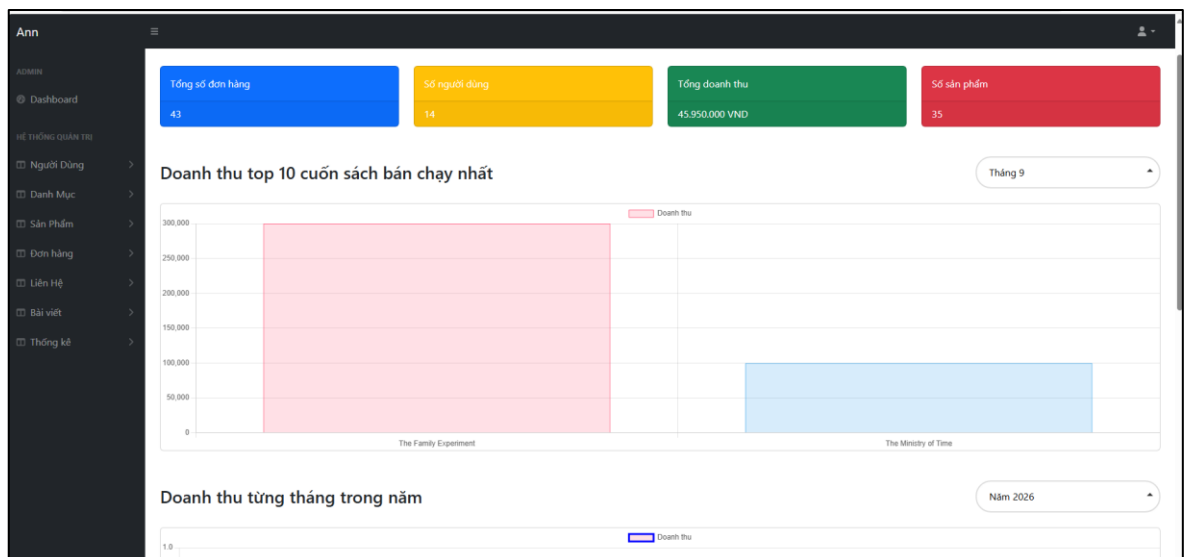 Ann
ADMIN
Dashboard
HỆ THỐNG QUẢN TRỊ
Người Dùng
Danh Mục
Sản Phẩm
Đơn hàng
Liên Hệ
Bài viết
Thống kê
Tổng số đơn hàng
43
Số người dùng
14
Tổng doanh thu
45.950.000 VND
Số sản phẩm
35
Doanh thu top 10 cuốn sách bán chạy nhất
Tháng 9
Doanh thu
300,000
250,000
200,000
150,000
100,000
50,000
0
The Family Experiment
The Ministry of Time
Doanh thu từng tháng trong năm
Năm 2026
Doanh thu
1.0